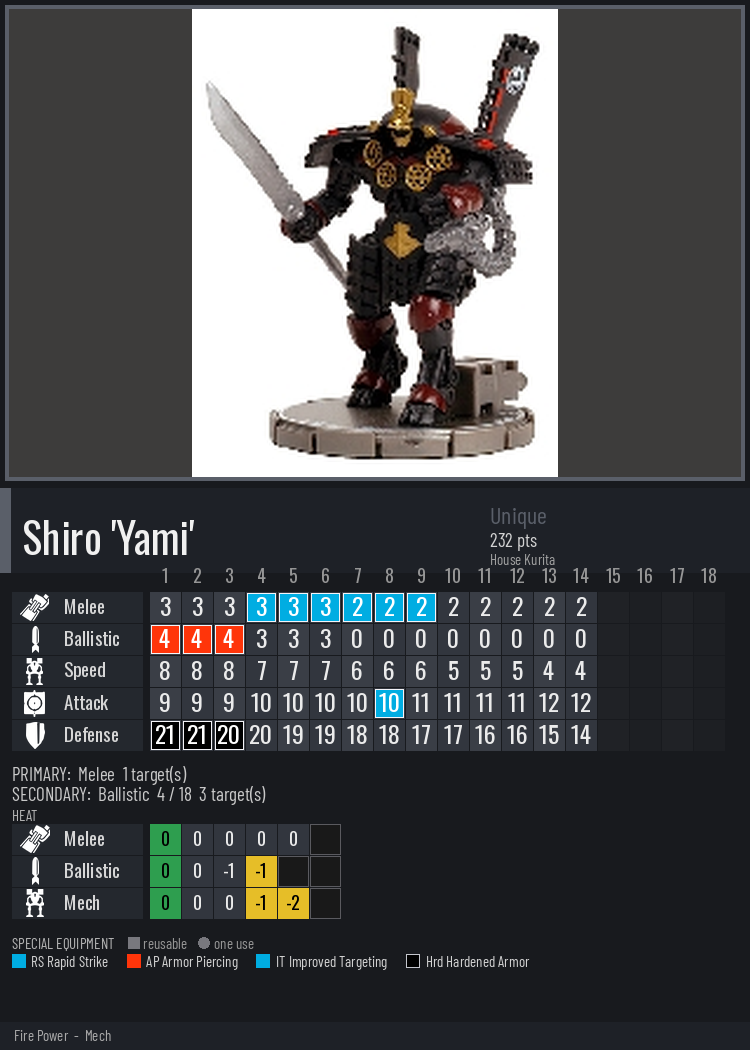 Shiro 'Yami'
Unique
232 pts
House Kurita
1 2 3 4 5 6 7 8 9 10 11 12 13 14 15 16 17 18
Melee 3 3 3 3 3 3 2 2 2 2 2 2 2 2
Ballistic 4 4 4 3 3 3 0 0 0 0 0 0 0 0
Speed 8 8 8 7 7 7 6 6 6 5 5 5 4 4
Attack 9 9 9 10 10 10 10 10 11 11 11 11 12 12
Defense 21 21 20 20 19 19 18 18 17 17 16 16 15 14
PRIMARY: Melee 1 target(s)
SECONDARY: Ballistic 4 / 18 3 target(s)
HEAT
Melee 0 0 0 0 0
Ballistic 0 0 -1 -1
Mech 0 0 0 -1 -2
SPECIAL EQUIPMENT reusable one use
RS Rapid Strike AP Armor Piercing IT Improved Targeting Hrd Hardened Armor
Fire Power - Mech